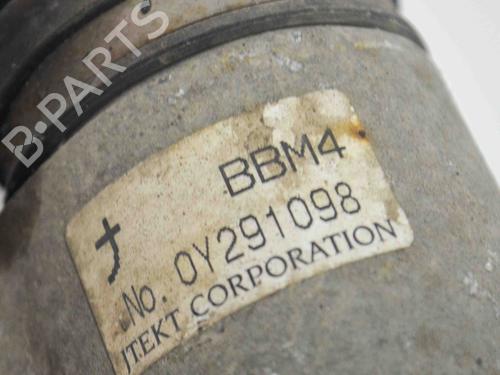 B-PARTS
BBM4
No. 0Y291098
JTEKT CORPORATION